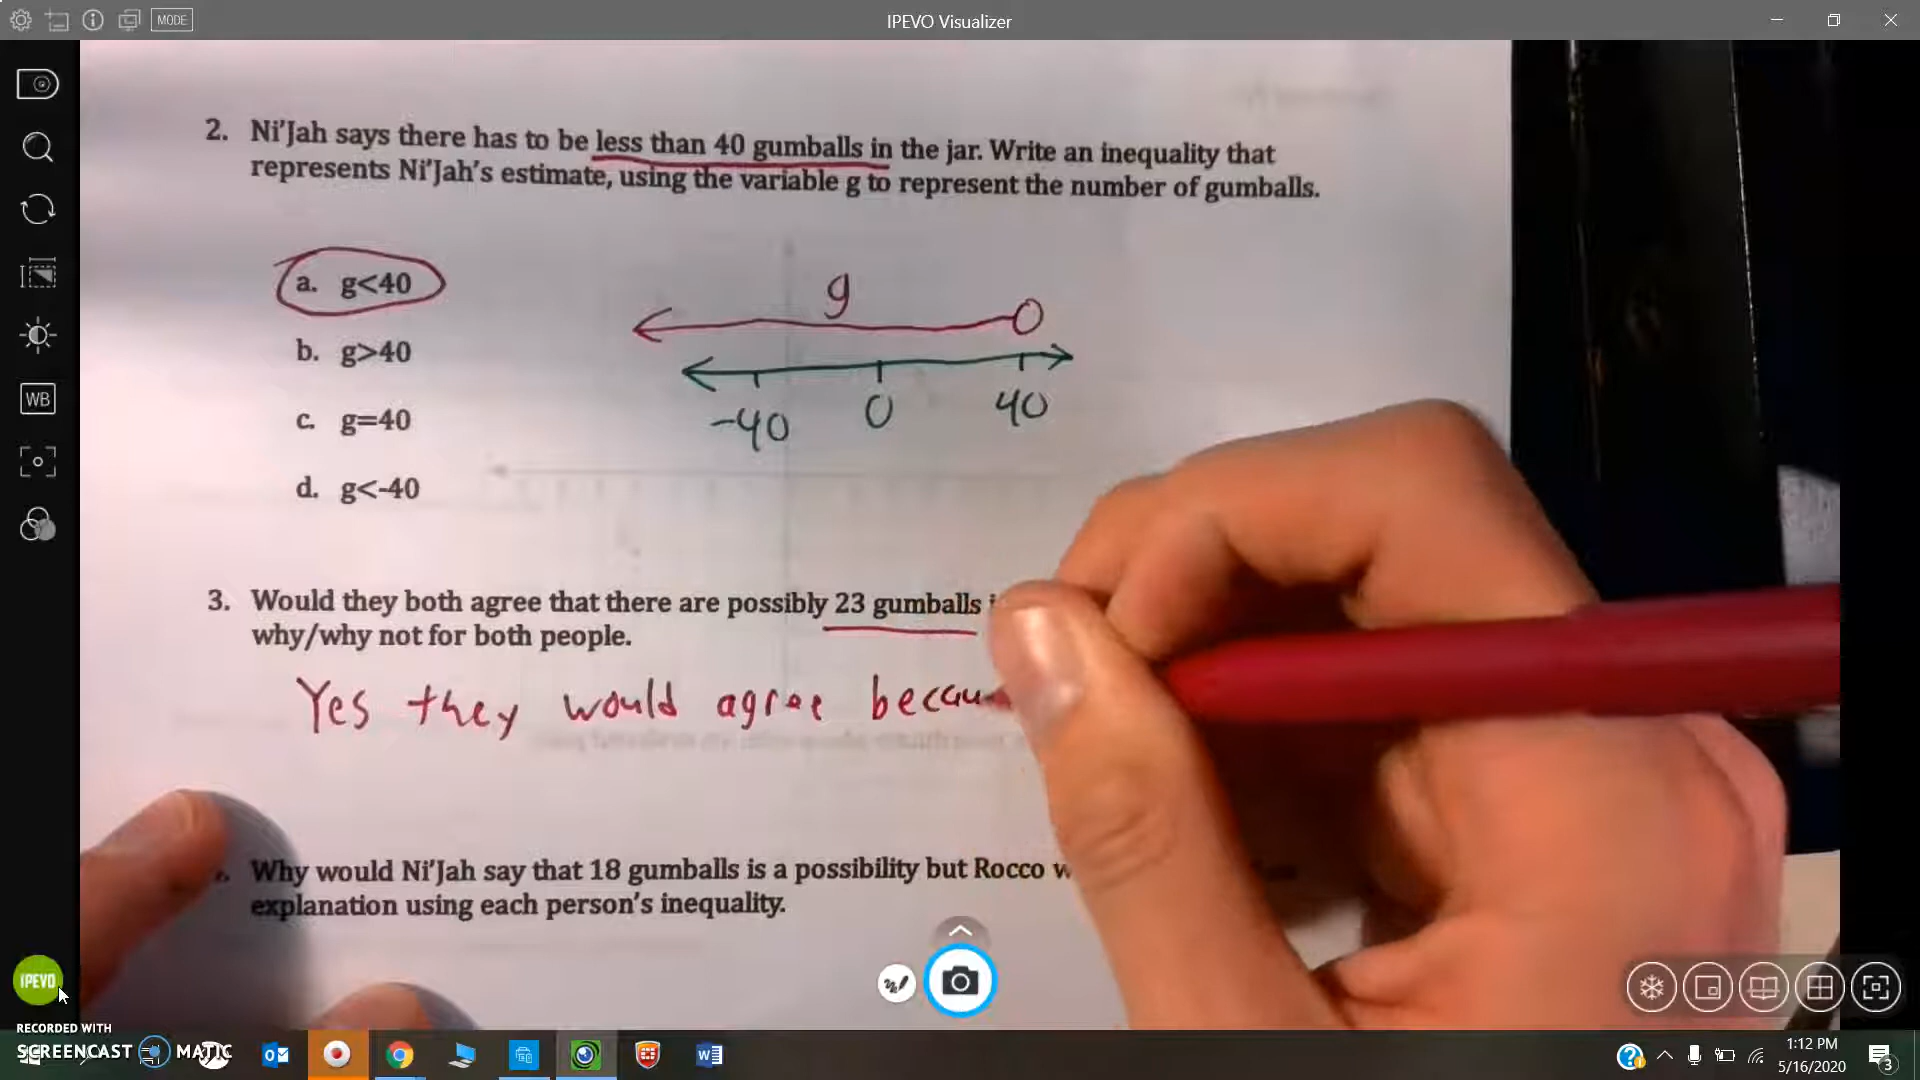 MODE
IPEVO Visualizer
2. Ni'Jah says there has to be less than 40 gumballs in the jar. Write an inequality that
represents Ni'Jah's estimate, using the variable g to represent the number of gumballs.
a. g<40
b. g>40
c. g=40
d. g<-40
g
-40 0 40
WB
3. Would they both agree that there are possibly 23 gumballs
why/why not for both people.
Yes they would agree
Why would Ni'Jah say that 18 gumballs is a possibility but Rocco
explanation using each person's inequality.
IPEVO
RECORDED WITH
SCREENCAST MATIC
1:12 PM
5/16/2020
3